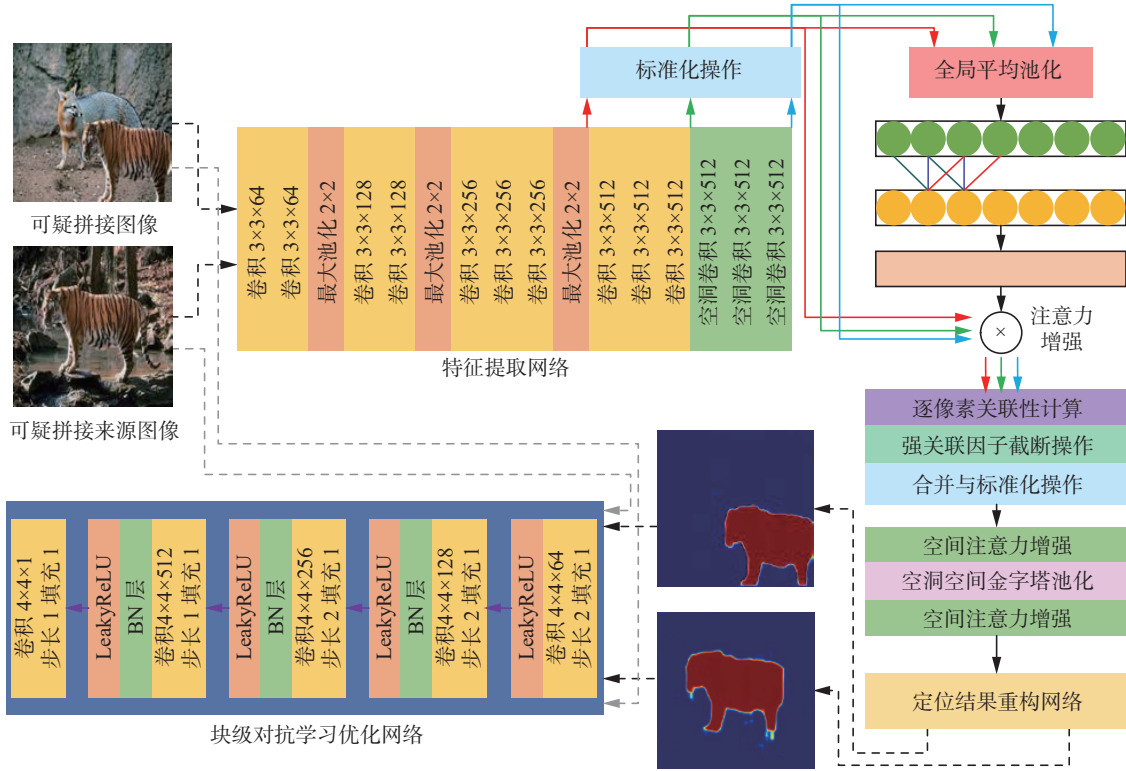 可疑拼接图像
可疑拼接来源图像
标准化操作
卷积 3×3×64
卷积 3×3×64
最大池化 2×2
卷积 3×3×128
卷积 3×3×128
最大池化 2×2
卷积 3×3×256
卷积 3×3×256
卷积 3×3×256
最大池化 2×2
卷积 3×3×512
卷积 3×3×512
卷积 3×3×512
空洞卷积 3×3×512
空洞卷积 3×3×512
空洞卷积 3×3×512
特征提取网络
全局平均池化
×
注意力
增强
逐像素关联性计算
强关联因子截断操作
合并与标准化操作
空间注意力增强
空洞空间金字塔池化
空间注意力增强
定位结果重构网络
卷积 4×4×1
步长 1 填充 1
LeakyReLU
BN 层
卷积4×4×512
步长 1 填充 1
LeakyReLU
BN 层
卷积4×4×256
步长 2 填充 1
LeakyReLU
BN 层
卷积4×4×128
步长 2 填充 1
LeakyReLU
卷积 4×4×64
步长 2 填充 1
块级对抗学习优化网络